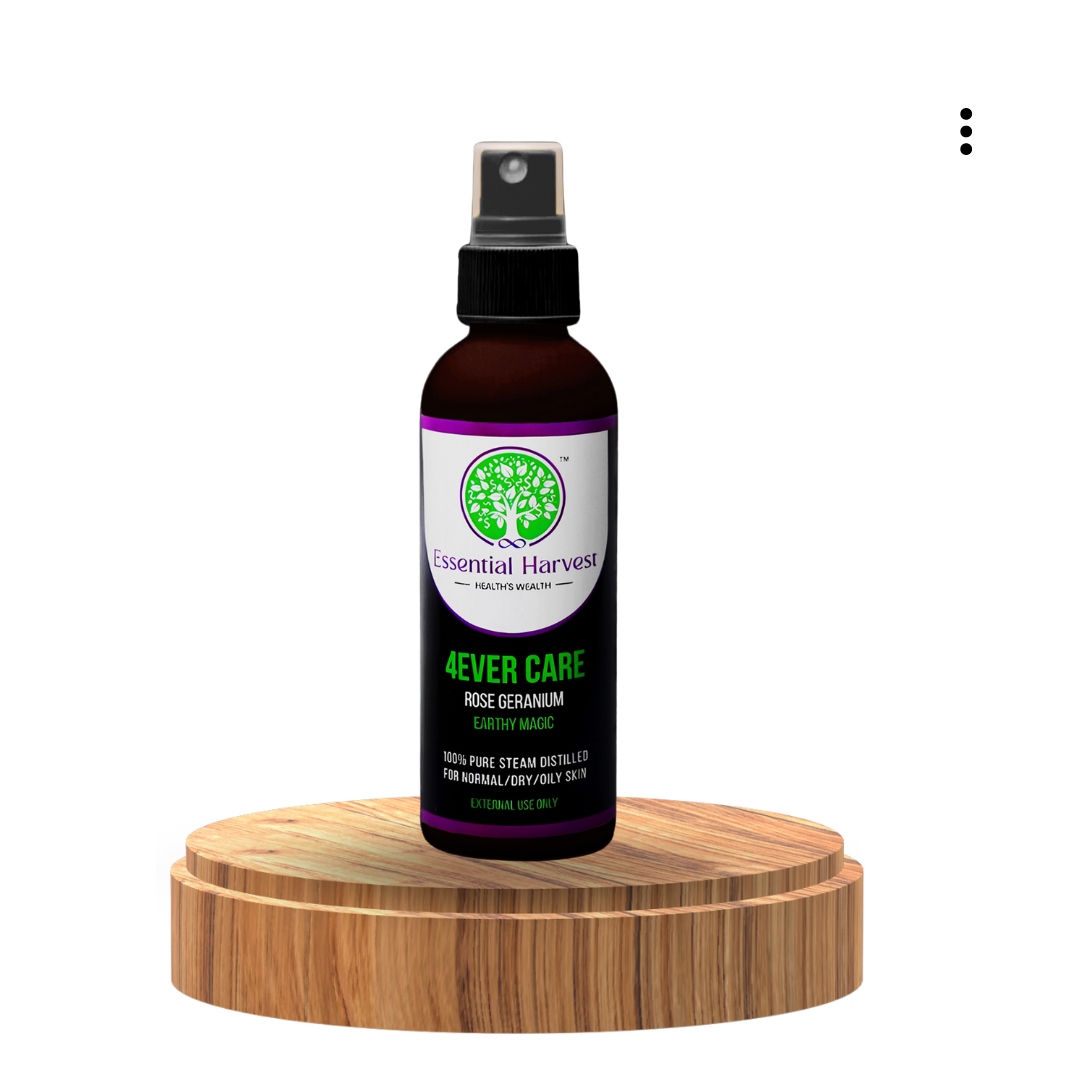 TM
Essential Harvest
HEALTH'S WEALTH
4EVER CARE
ROSE GERANIUM
EARTHY MAGIC
100% PURE STEAM DISTILLED
FOR NORMAL/DRY/OILY SKIN
EXTERNAL USE ONLY